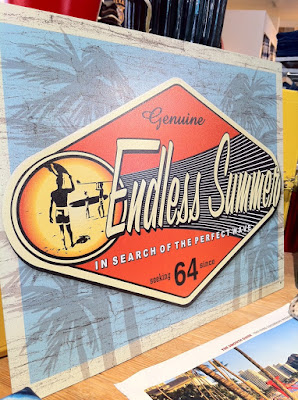 Genuine
Endless Summer
IN SEARCH OF THE PERFECT WAVE
seeking 64 since